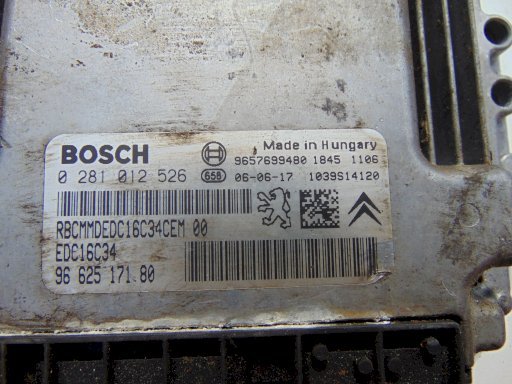 BOSCH
Made in Hungary
9657699480 1845 1106
0 281 012 526
658 06-06-17 1039S14120
RBCMMDEDC16C34CEM 00
EDC16C34
96 625 171 80